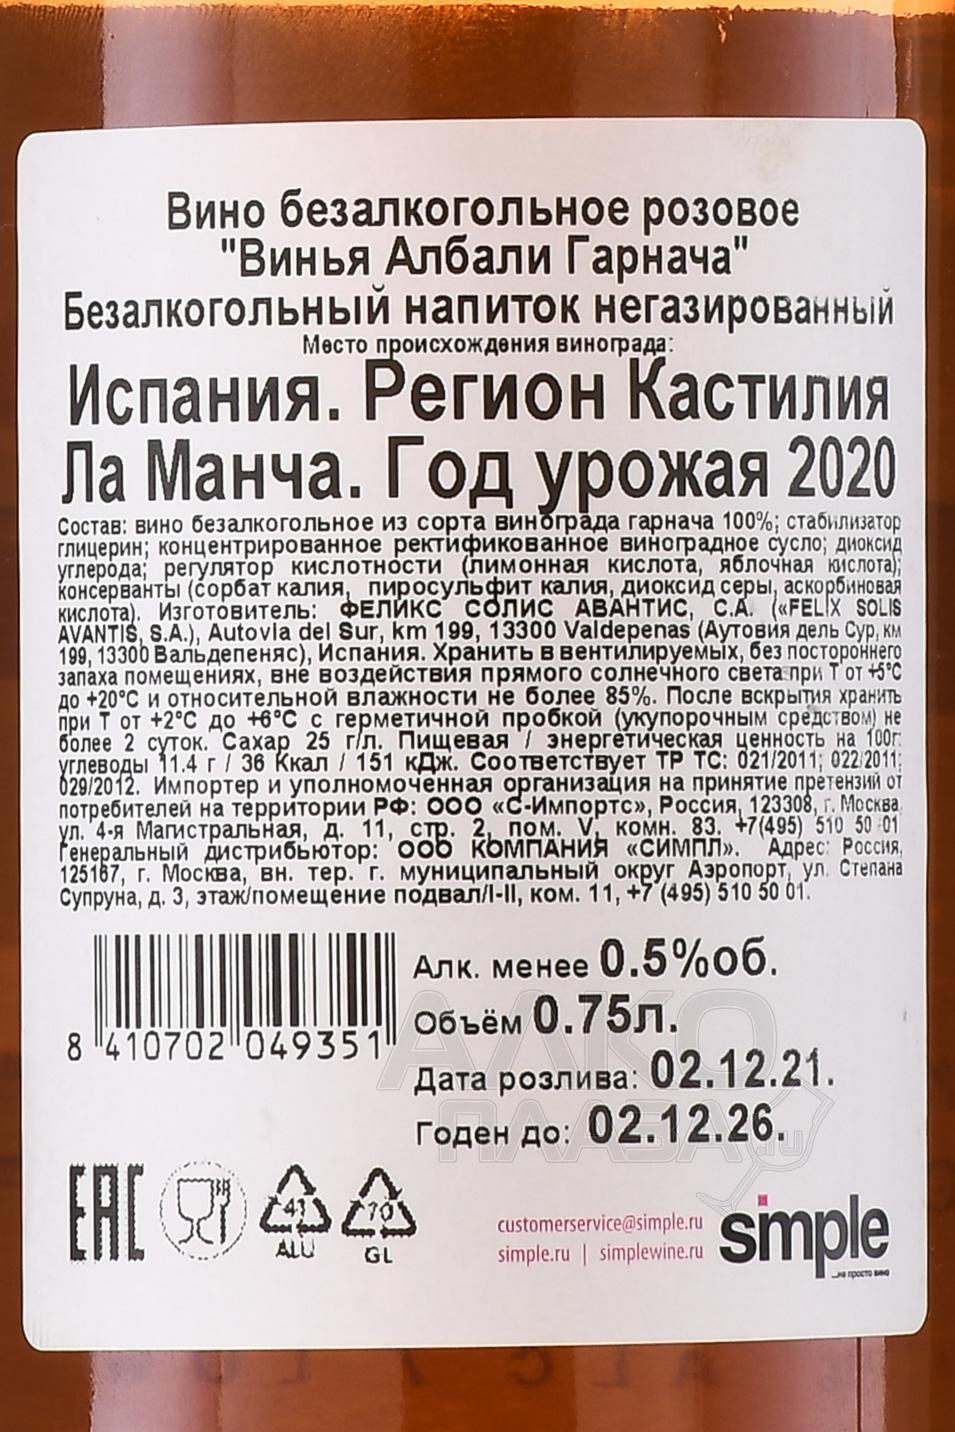 Вино безалкогольное розовое
"Винья Албали Гарнача"
Безалкогольный напиток негазированный
Место происхождения винограда:
Испания. Регион Кастилия
Ла Манча. Год урожая 2020
Состав: вино безалкогольное из сорта винограда гарнача 100%; стабилизатор
глицерин; концентрированное ректификованное виноградное сусло; диоксид
углерода; регулятор кислотности (лимонная кислота, яблочная кислота);
консерванты (сорбат калия, пиросульфит калия, диоксид серы, аскорбиновая
кислота). Изготовитель: ФЕЛИКС СОЛИС АВАНТИС, С.А. («FELIX SOLIS
AVANTIS, S.A.), Autovia del Sur, km 199, 13300 Valdepenas (Аутовия дель Сур, км
199, 13300 Вальдепеняс), Испания. Хранить в вентилируемых, без постороннего
запаха помещениях, вне воздействия прямого солнечного света при Т от +5°С
до +20°С и относительной влажности не более 85%. После вскрытия хранить
при Т от +2°С до +6°С с герметичной пробкой (укупорочным средством) не
более 2 суток. Сахар 25 г/л. Пищевая / энергетическая ценность на 100г:
углеводы 11.4 г / 36 Ккал / 151 кДж. Соответствует ТР ТС: 021/2011; 022/2011;
029/2012. Импортер и уполномоченная организация на принятие претензий от
потребителей на территории РФ: ООО «С-Импортс», Россия, 123308, г. Москва,
ул. 4-я Магистральная, д. 11, стр. 2, пом. V, комн. 83. +7(495) 510 50 01
Генеральный дистрибьютор: ООО КОМПАНИЯ «СИМПЛ». Адрес: Россия,
125167, г. Москва, вн. тер. г. муниципальный округ Аэропорт, ул. Степана
Супруна, д. 3, этаж/помещение подвал/I-II, ком. 11, +7 (495) 510 50 01.
Алк. менее 0.5%об.
Объём 0.75л.
Дата розлива: 02.12.21.
Годен до: 02.12.26.
8 410702 049351
EAC
41
ALU
70
GL
customerservice@simple.ru
simple.ru | simplewine.ru
simple
...не просто вино
АЛКО
ПЛАЗА.ru